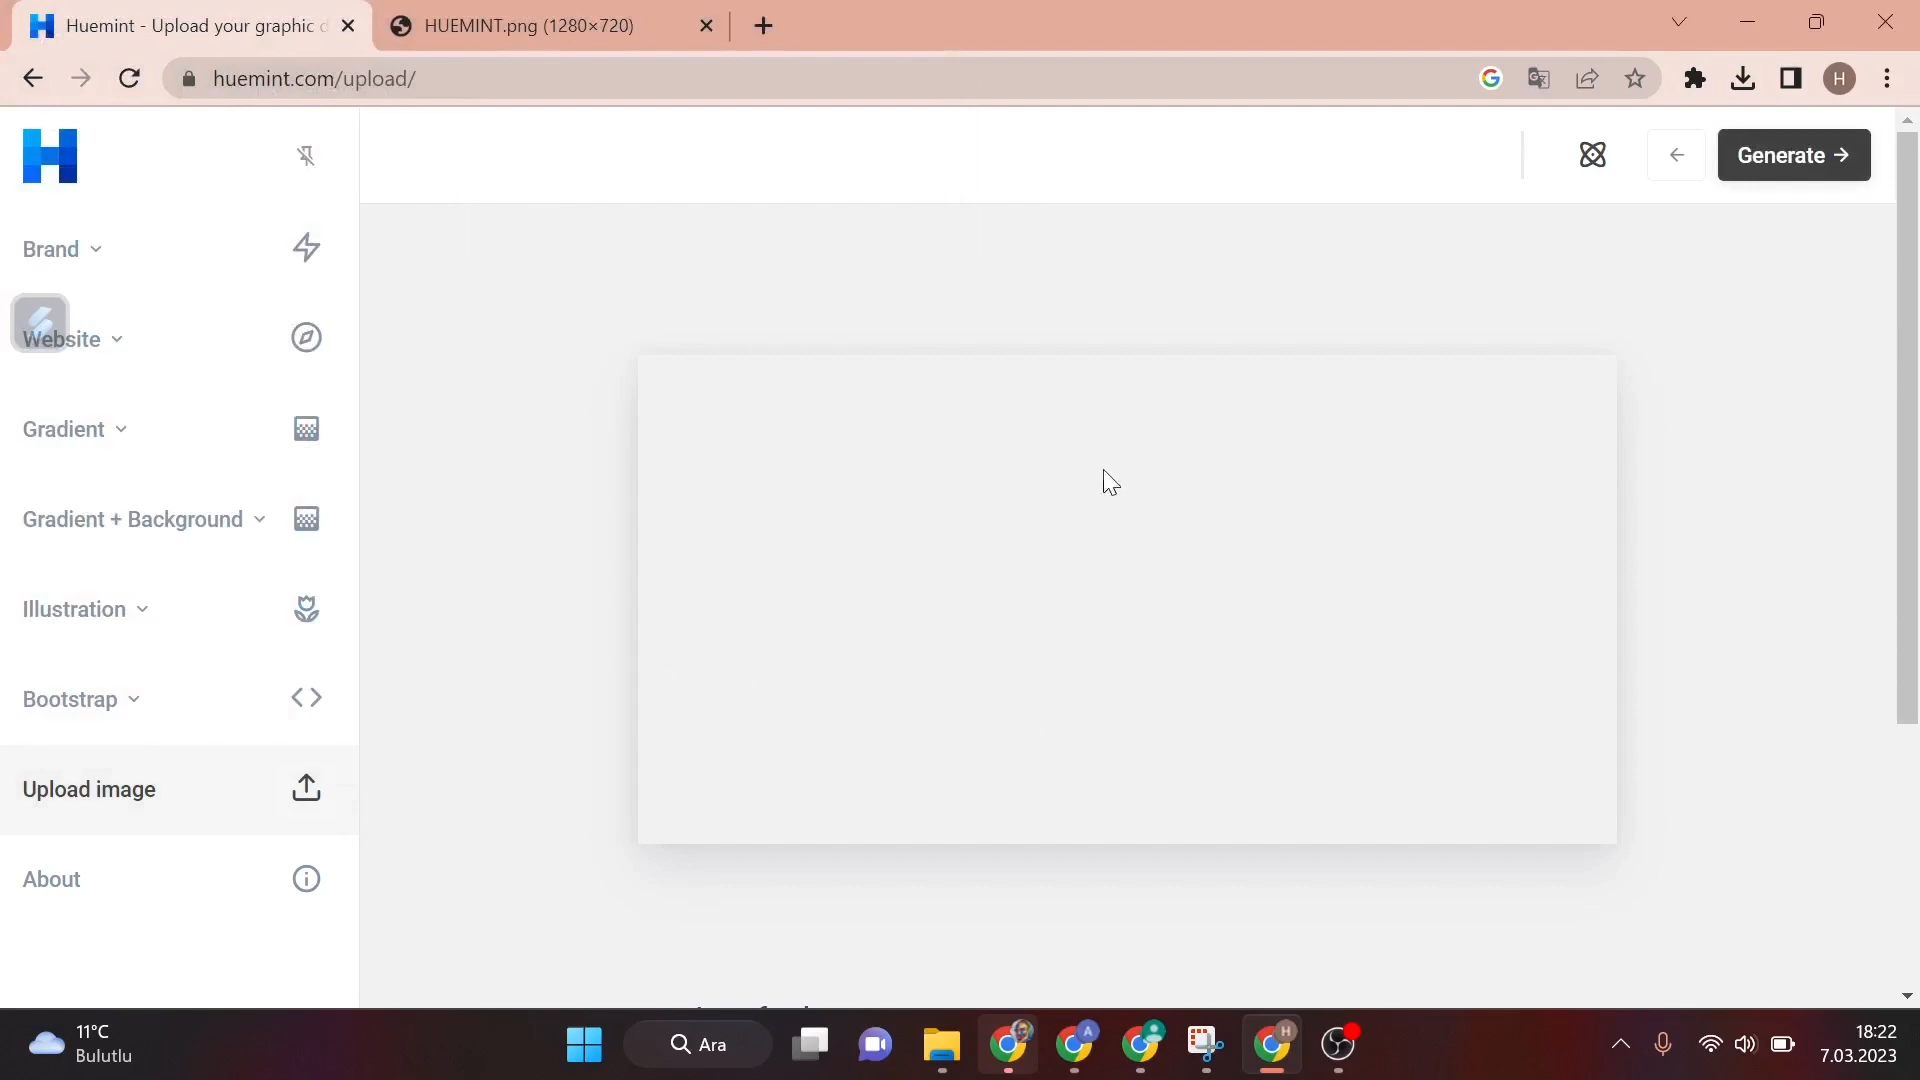 Huemint - Upload your graphic d
HUEMINT.png (1280×720)
huemint.com/upload/
H
Generate
Brand
Website
Gradient
Gradient + Background
Illustration
Bootstrap
Upload image
About
11°C
Bulutlu
Ara
A
H
18:22
7.03.2023